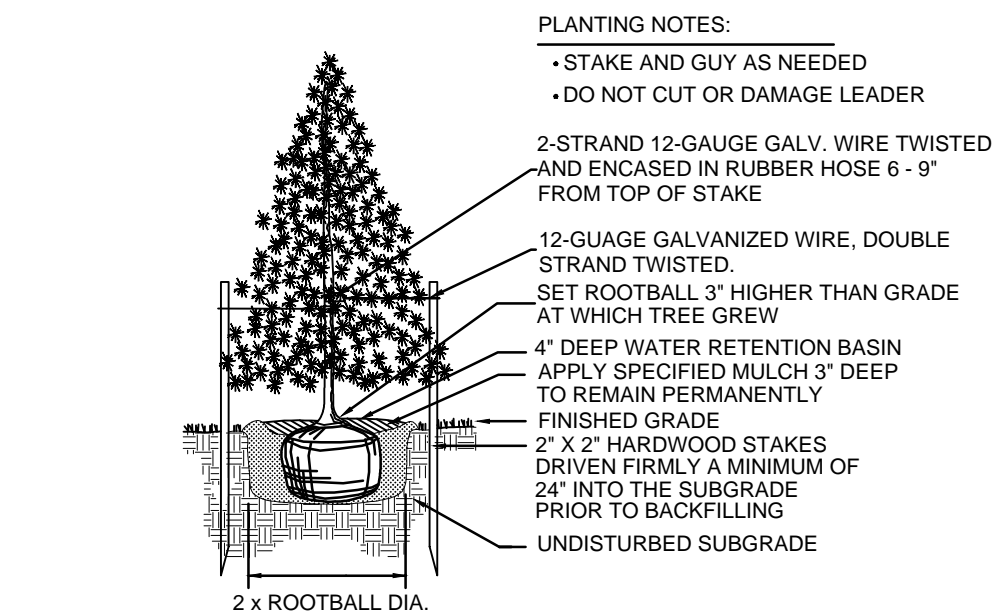 PLANTING NOTES:
• STAKE AND GUY AS NEEDED
• DO NOT CUT OR DAMAGE LEADER
2-STRAND 12-GAUGE GALV. WIRE TWISTED
AND ENCASED IN RUBBER HOSE 6 - 9"
FROM TOP OF STAKE
12-GUAGE GALVANIZED WIRE, DOUBLE
STRAND TWISTED.
SET ROOTBALL 3" HIGHER THAN GRADE
AT WHICH TREE GREW
4" DEEP WATER RETENTION BASIN
APPLY SPECIFIED MULCH 3" DEEP
TO REMAIN PERMANENTLY
FINISHED GRADE
2" X 2" HARDWOOD STAKES
DRIVEN FIRMLY A MINIMUM OF
24" INTO THE SUBGRADE
PRIOR TO BACKFILLING
UNDISTURBED SUBGRADE
2 x ROOTBALL DIA.